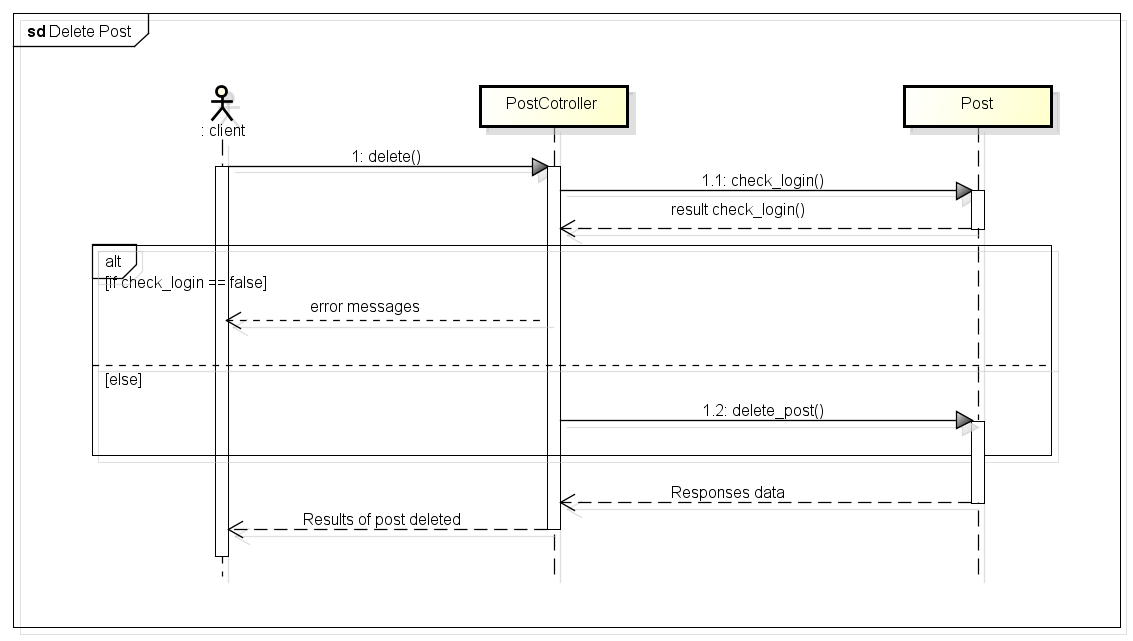 sd Delete Post
: client
PostCotroller
Post
1: delete()
1.1: check_login()
result check_login()
alt
[if check_login == false]
error messages
[else]
1.2: delete_post()
Responses data
Results of post deleted